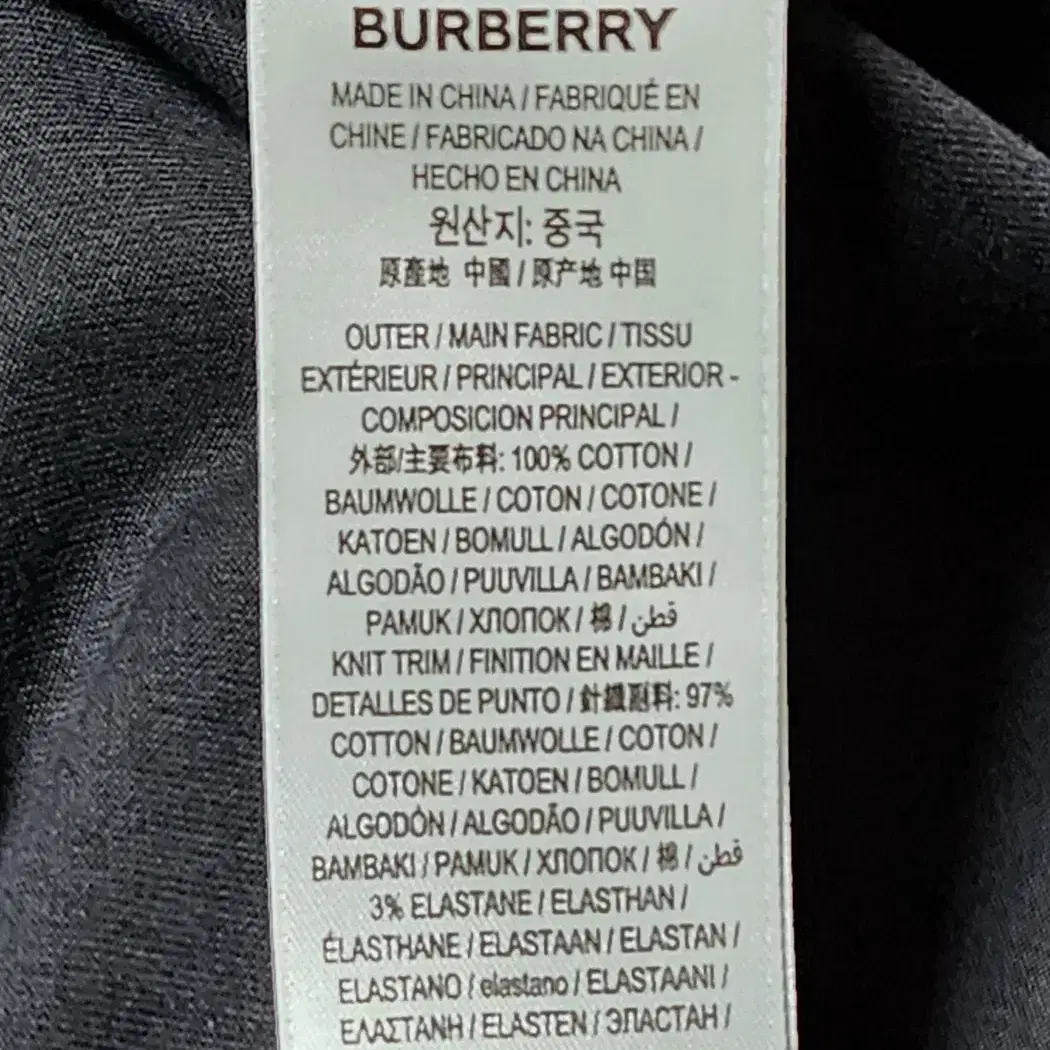 BURBERRY
MADE IN CHINA / FABRIQUÉ EN
CHINE / FABRICADO NA CHINA /
HECHO EN CHINA
원산지: 중국
原產地 中國 / 原产地 中国
OUTER / MAIN FABRIC / TISSU
EXTÉRIEUR / PRINCIPAL / EXTERIOR -
COMPOSICION PRINCIPAL /
外部/主要布料: 100% COTTON /
BAUMWOLLE / COTON / COTONE /
KATOEN / BOMULL / ALGODÓN /
ALGODÃO / PUUVILLA / BAMBAKI /
PAMUK / ХЛОПОК / 棉 / قطن
KNIT TRIM / FINITION EN MAILLE /
DETALLES DE PUNTO / 針織副料: 97%
COTTON / BAUMWOLLE / COTON /
COTONE / KATOEN / BOMULL /
ALGODÓN / ALGODÃO / PUUVILLA /
BAMBAKI / PAMUK / ХЛОПОК / 棉 / قطن
3% ELASTANE / ELASTHAN /
ÉLASTHANE / ELASTAAN / ELASTAN /
ELASTANO / elastano / ELASTAANI /
ΕΛΑΣΤΑΝΗ / ELASTEN / ЭЛАСТАН /